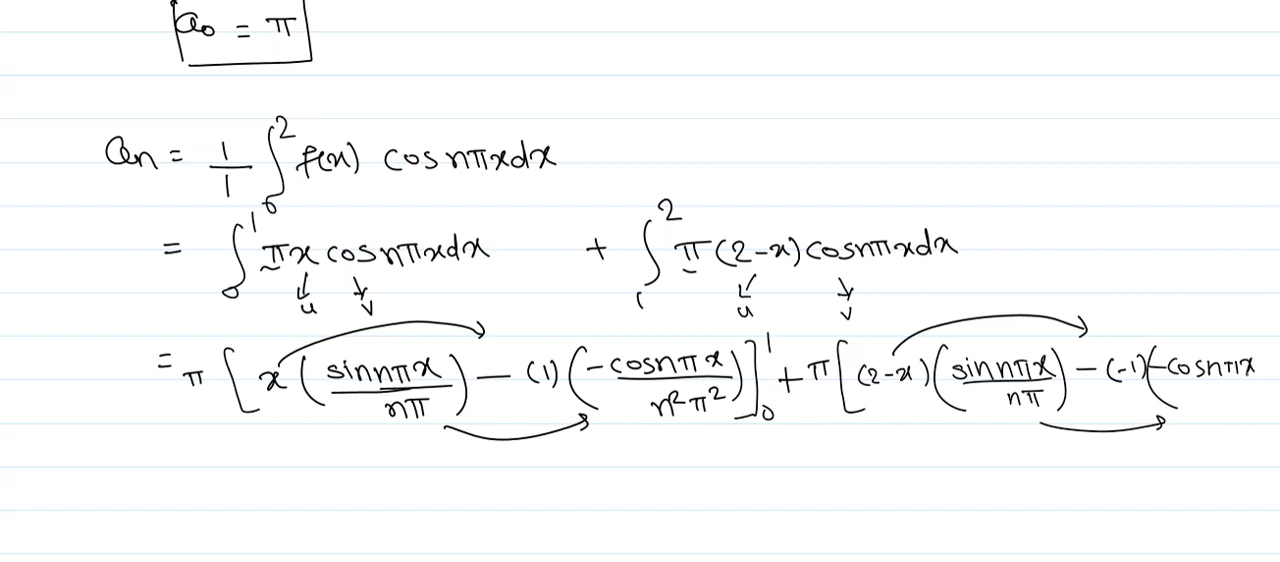 a₀ = π
aₙ = 1/1 ∫₀² f(x) cos nπx dx
= ∫₀¹ πx cos nπx dx + ∫₁² π(2-x) cos nπx dx
u v u v
= π [x (sin nπx / nπ) - (1) (-cos nπx / n²π²)]₀¹ + π [(2-x) (sin nπx / nπ) - (-1) (-cos nπx